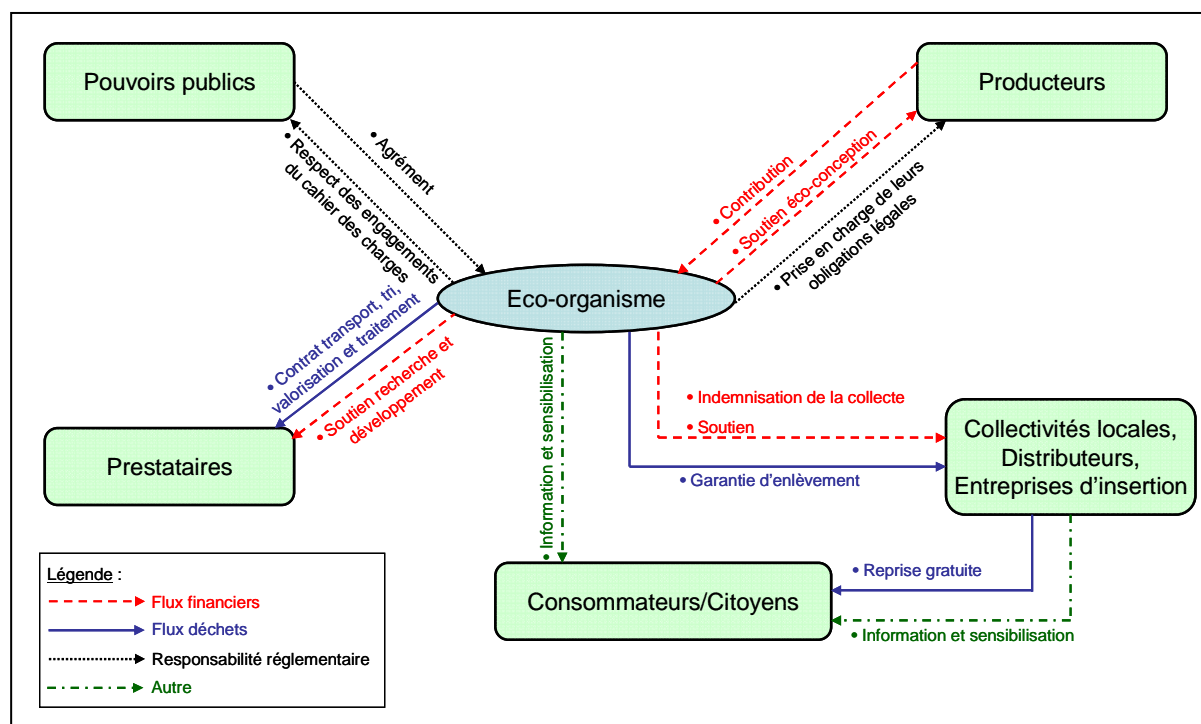 Pouvoirs publics
Producteurs
• Agrément
• Respect des engagements
du cahier des charges
• Contribution
• Soutien éco-conception
• Prise en charge de leurs
obligations légales
Eco-organisme
• Contrat transport, tri,
valorisation et traitement
• Soutien recherche et
développement
• Information et sensibilisation
• Indemnisation de la collecte
• Soutien
• Garantie d'enlèvement
Prestataires
Collectivités locales,
Distributeurs,
Entreprises d'insertion
• Reprise gratuite
Consommateurs/Citoyens
• Information et sensibilisation
Légende :
Flux financiers
Flux déchets
Responsabilité réglementaire
Autre